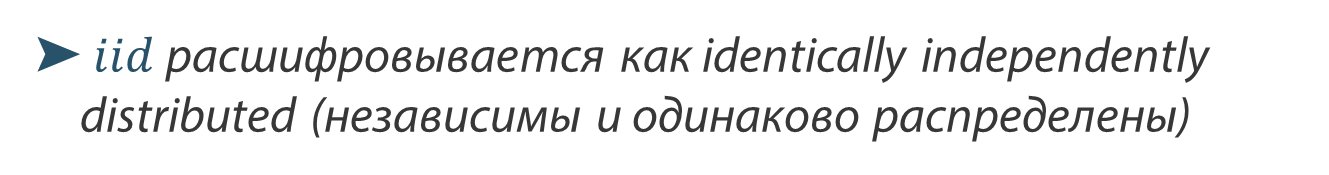 ➤ iid расшифровывается как identically independently
distributed (независимы и одинаково распределены)